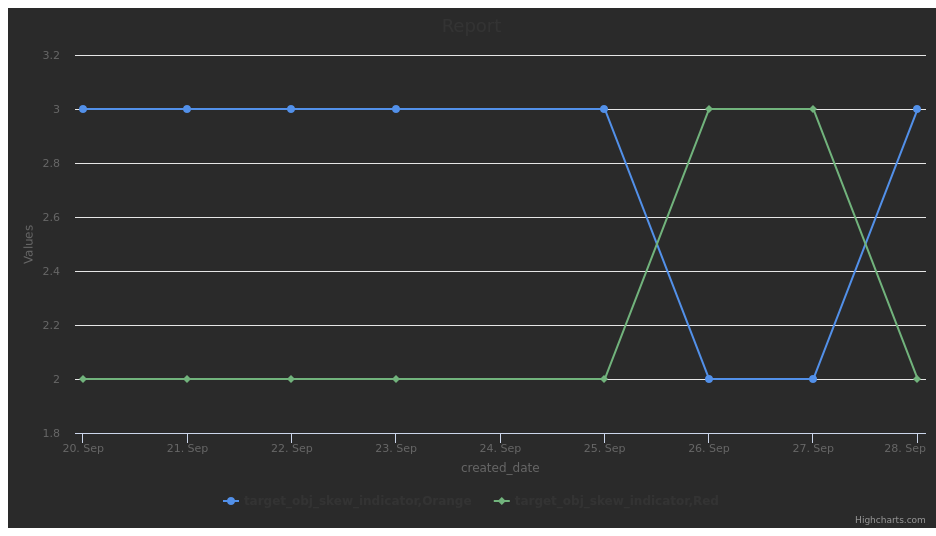 Report
3.2
3
2.8
2.6
2.4
2.2
2
1.8
Values
20. Sep 21. Sep 22. Sep 23. Sep 24. Sep 25. Sep 26. Sep 27. Sep 28. Sep
created_date
target_obj_skew_indicator,Orange target_obj_skew_indicator,Red
Highcharts.com